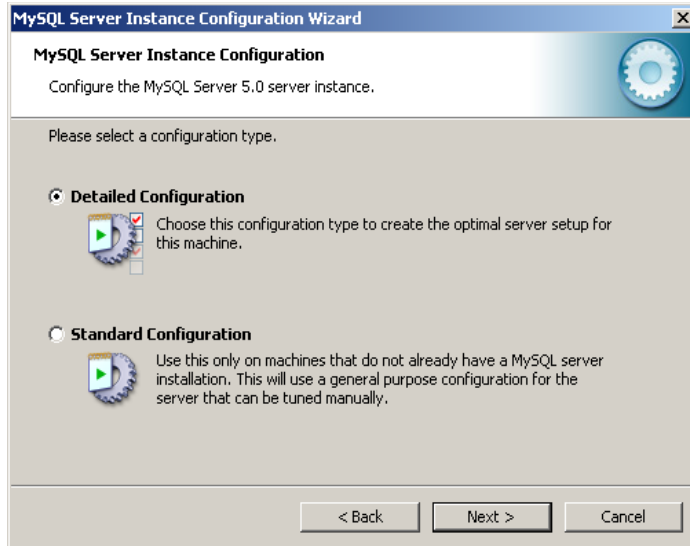 MySQL Server Instance Configuration Wizard
MySQL Server Instance Configuration
Configure the MySQL Server 5.0 server instance.
Please select a configuration type.
Detailed Configuration
Choose this configuration type to create the optimal server setup for
this machine.
Standard Configuration
Use this only on machines that do not already have a MySQL server
installation. This will use a general purpose configuration for the
server that can be tuned manually.
< Back Next > Cancel